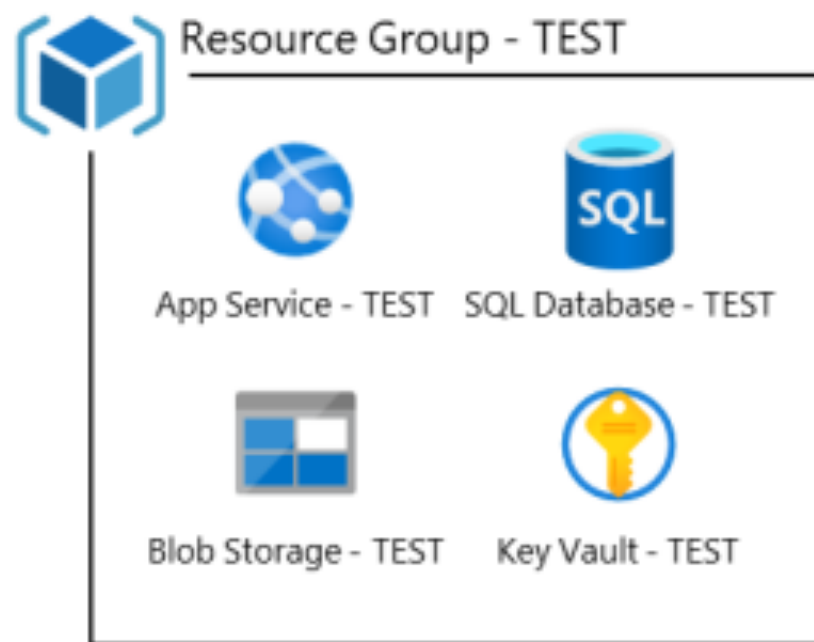 Resource Group - TEST
SQL
App Service - TEST
SQL Database - TEST
Blob Storage - TEST
Key Vault - TEST